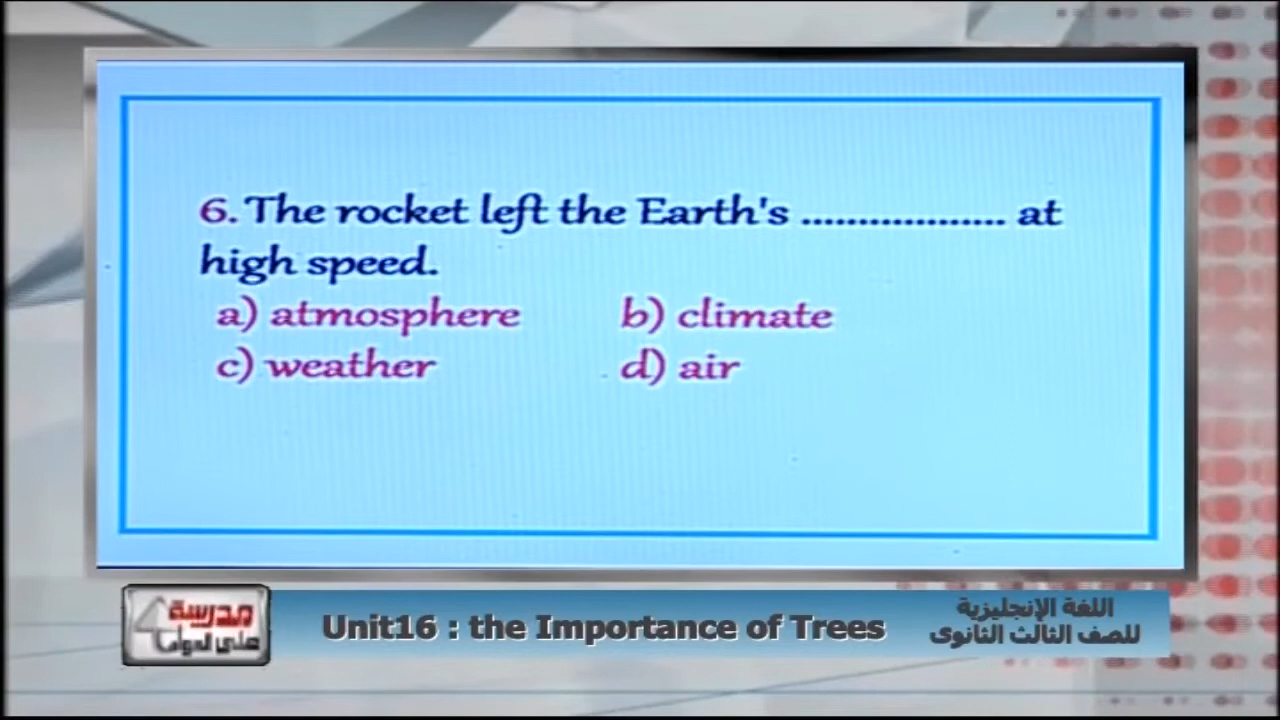 6. The rocket left the Earth's .................. at
high speed.
a) atmosphere b) climate
c) weather d) air
مدرسة
على الهواء
Unit16 : the Importance of Trees
اللغة الإنجليزية
للصف الثالث الثانوى